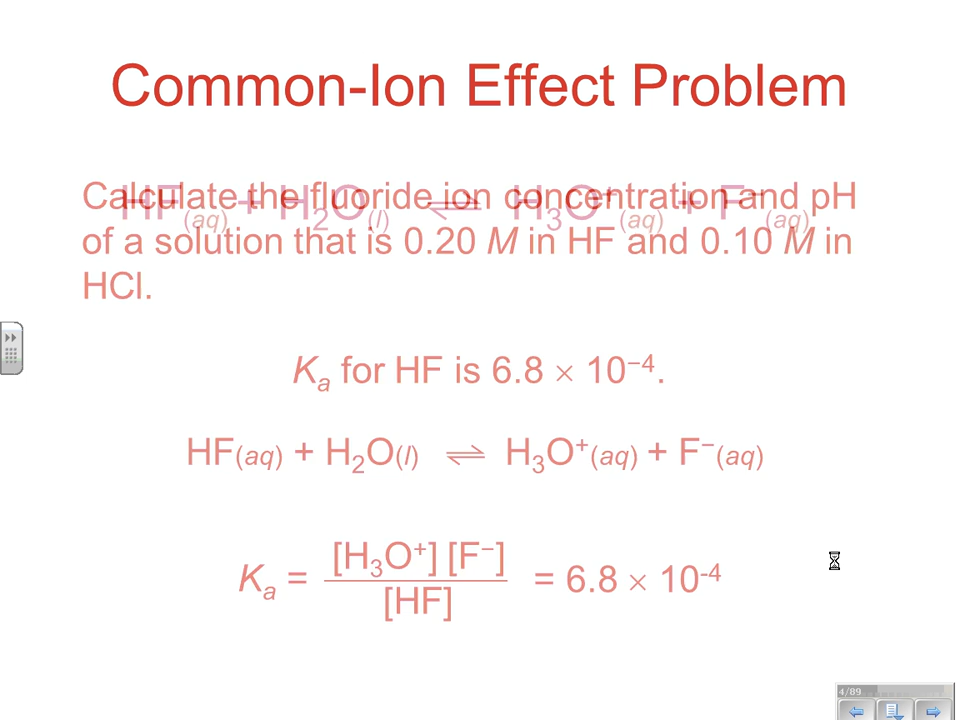 Common-Ion Effect Problem
Calculate the fluoride ion concentration and pH
HF(aq) + H₂O(l) ⇌ H₃O⁺(aq) + F⁻(aq)
of a solution that is 0.20 M in HF and 0.10 M in
HCl.
Kₐ for HF is 6.8 × 10⁻⁴.
HF(aq) + H₂O(l) ⇌ H₃O⁺(aq) + F⁻(aq)
Kₐ = [H₃O⁺] [F⁻] / [HF] = 6.8 × 10⁻⁴
4/89